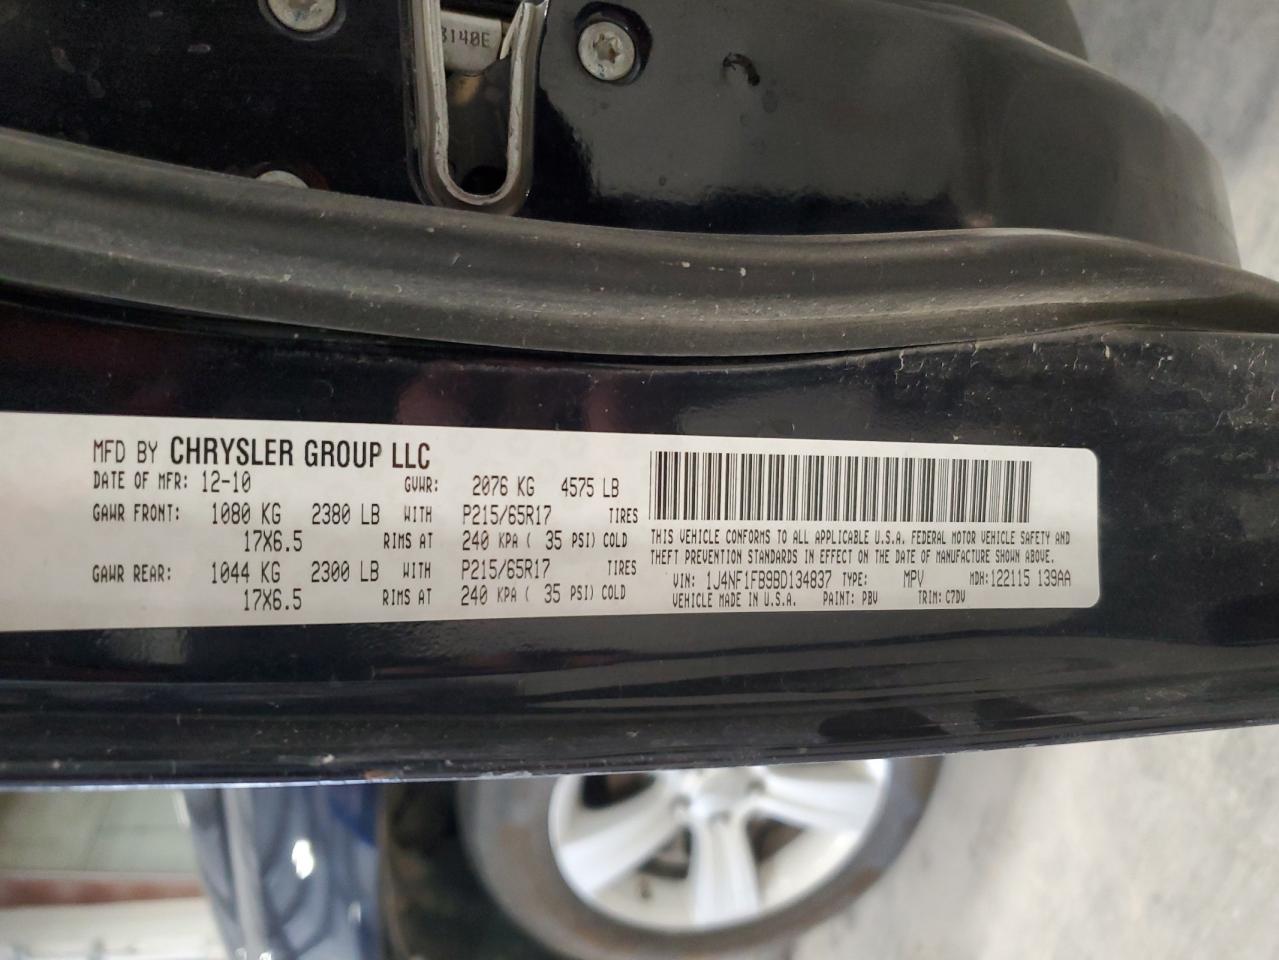 3140E
MFD BY CHRYSLER GROUP LLC
DATE OF MFR: 12-10 GVWR: 2076 KG 4575 LB
GAWR FRONT: 1080 KG 2380 LB WITH P215/65R17 TIRES
17X6.5 RIMS AT 240 KPA ( 35 PSI) COLD
GAWR REAR: 1044 KG 2300 LB WITH P215/65R17 TIRES
17X6.5 RIMS AT 240 KPA ( 35 PSI) COLD
THIS VEHICLE CONFORMS TO ALL APPLICABLE U.S.A. FEDERAL MOTOR VEHICLE SAFETY AND
THEFT PREVENTION STANDARDS IN EFFECT ON THE DATE OF MANUFACTURE SHOWN ABOVE.
VIN: 1J4NF1FB9BD134837 TYPE: MPV MDH: 122115 139AA
VEHICLE MADE IN U.S.A. PAINT: PBV TRIM: C7DV